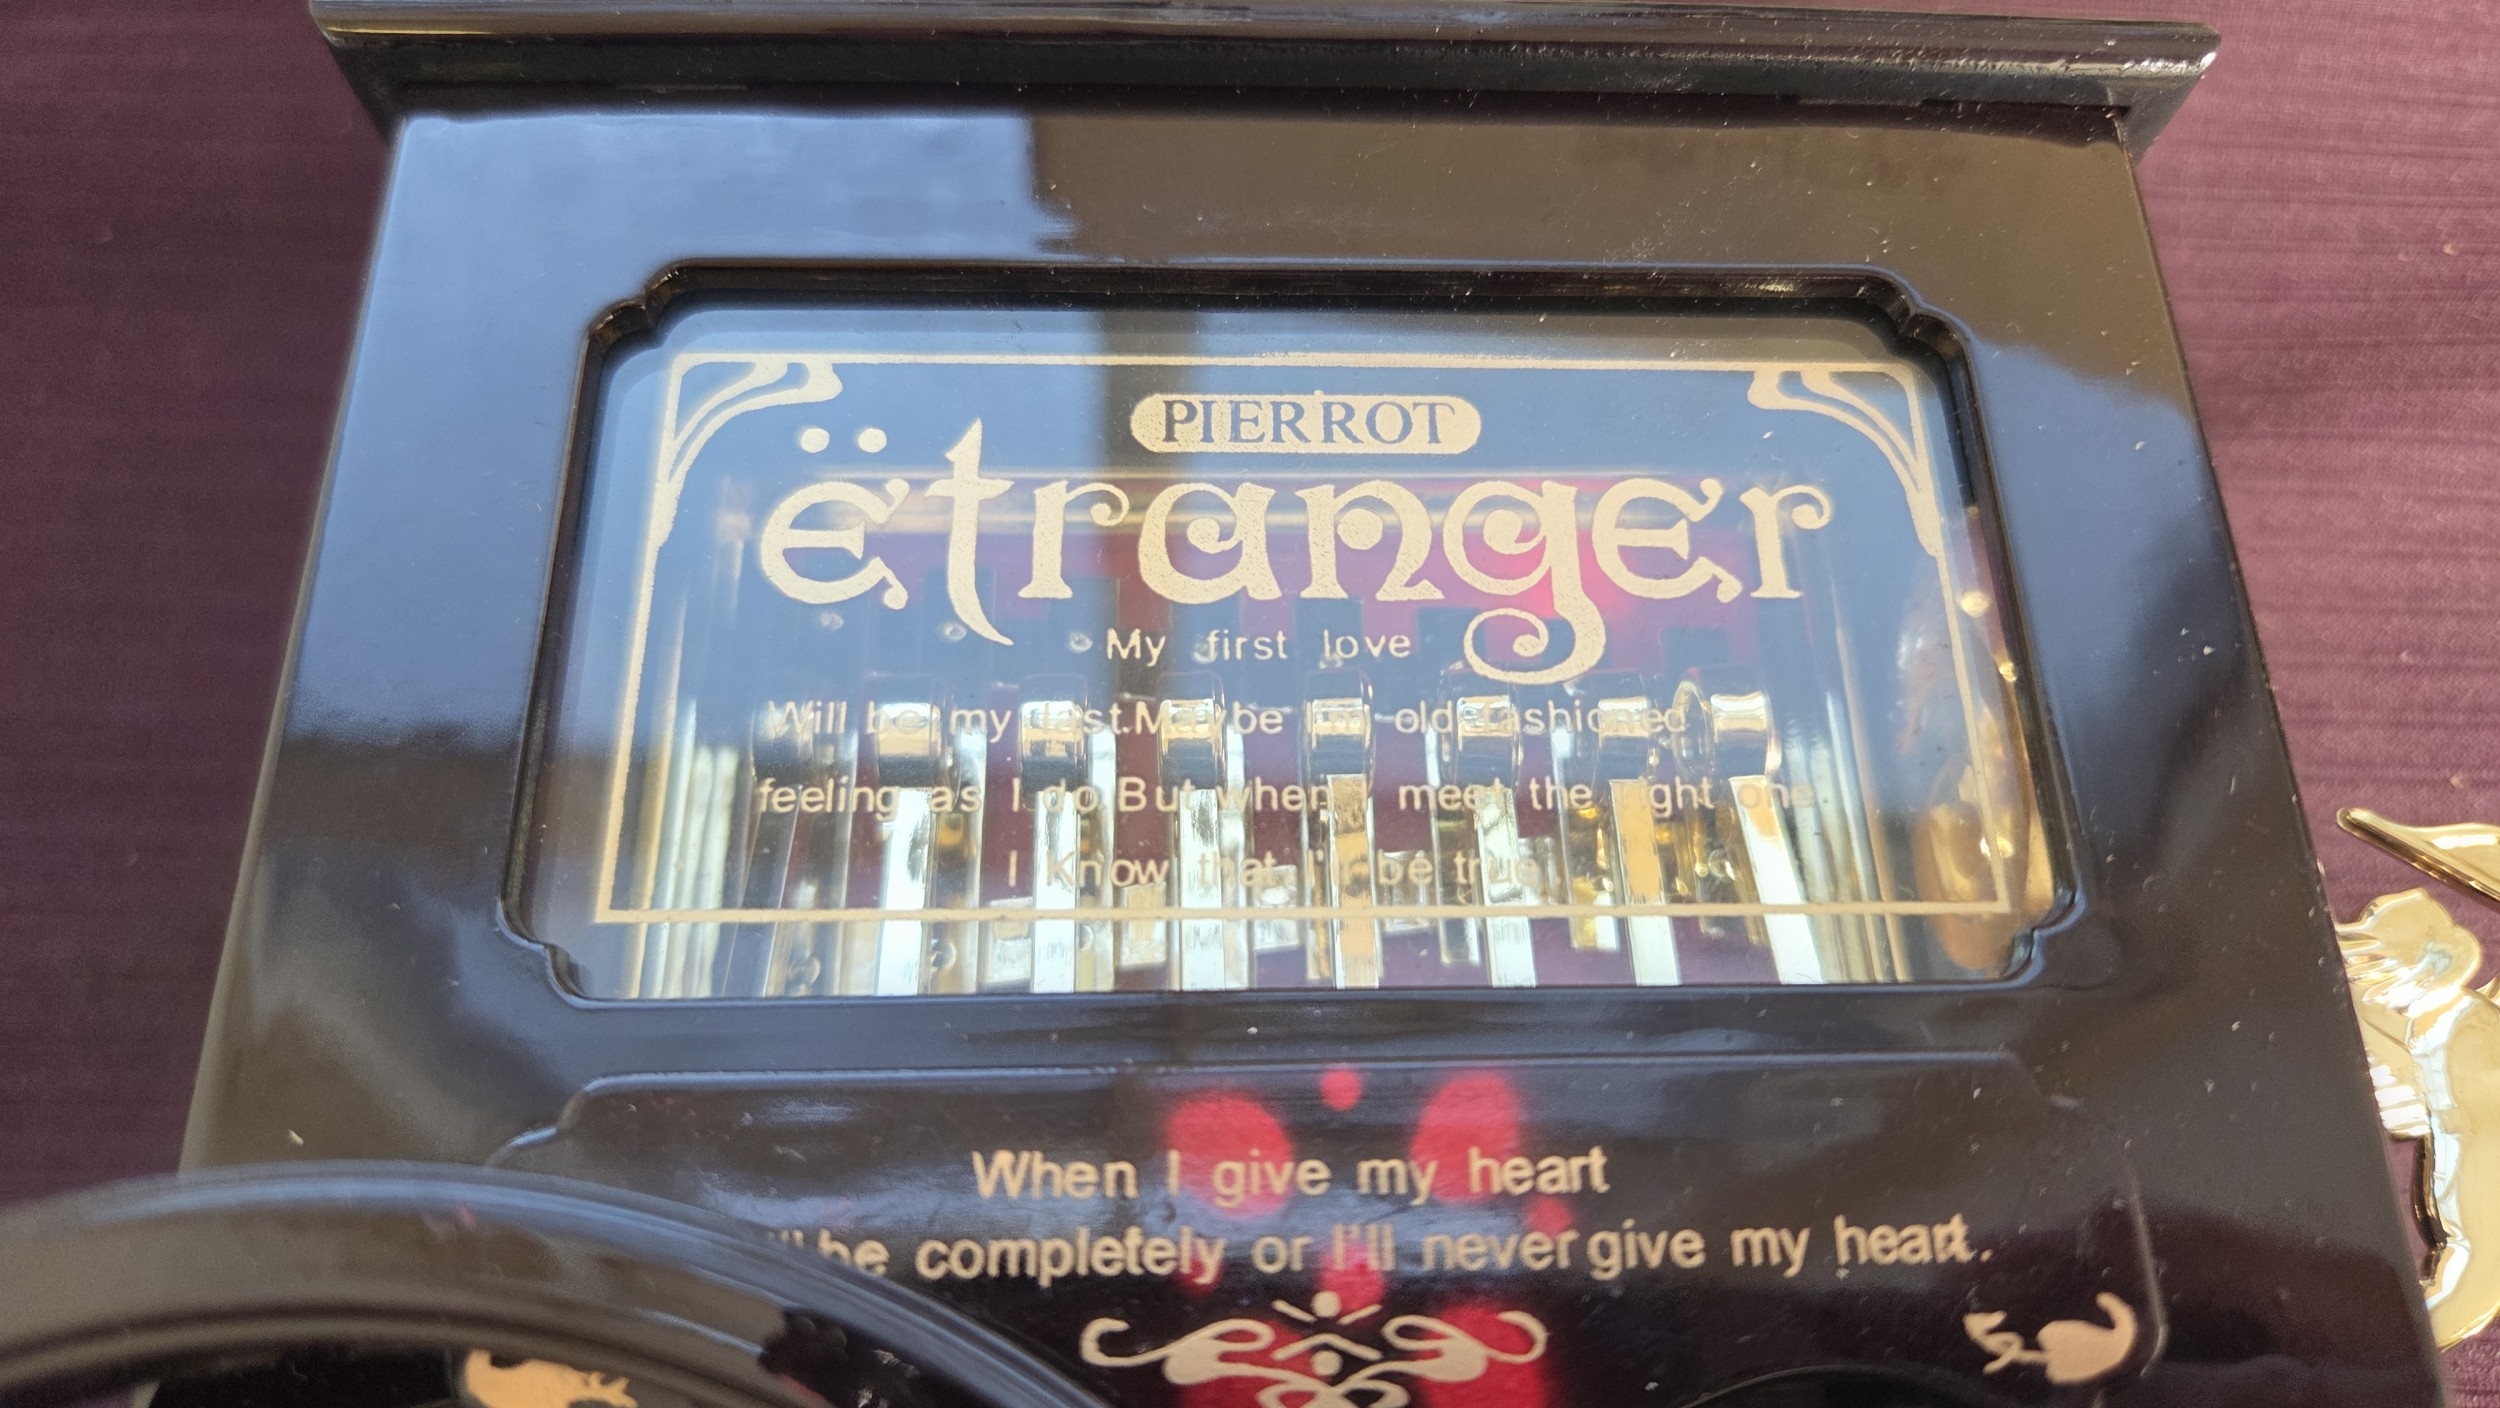 PIERROT
ëtranger
My first love
Will be my last.Maybe I'm old fashioned
feeling as I do.But when I meet the right one
I Know that I'll be true.
When I give my heart
be completely or I'll never give my heart.